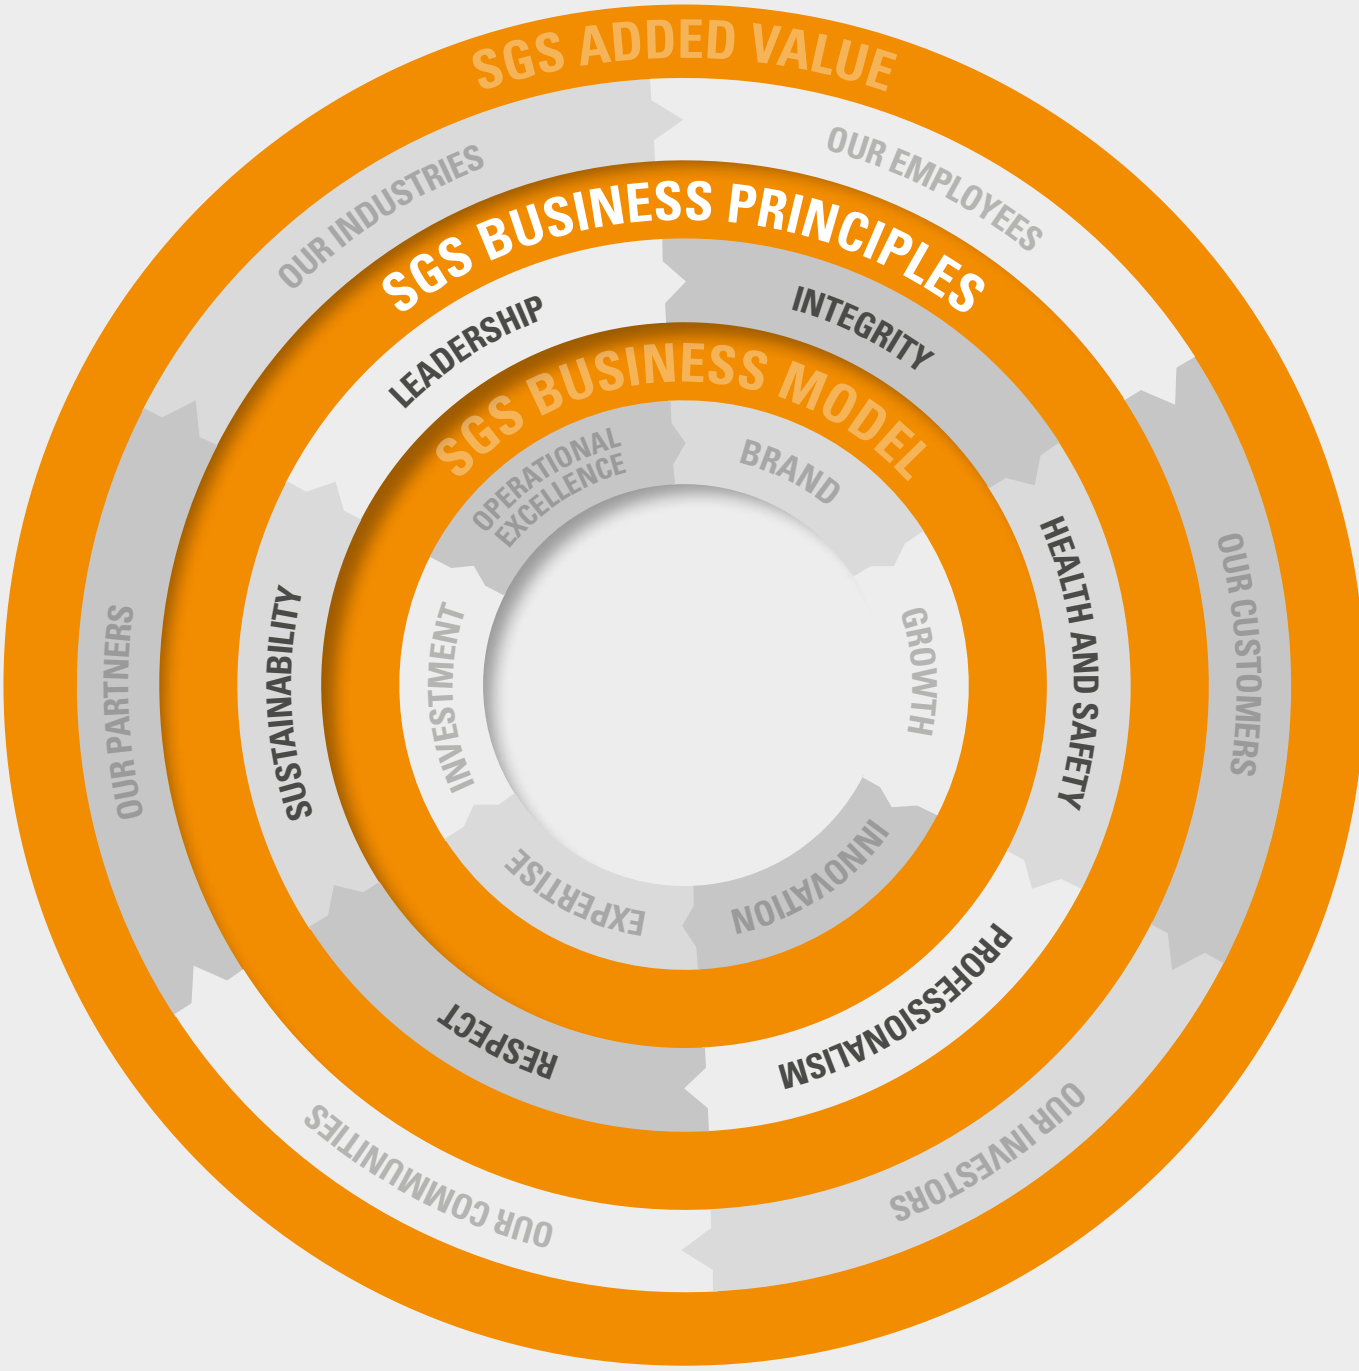 SGS ADDED VALUE
OUR EMPLOYEES
OUR CUSTOMERS
OUR INVESTORS
OUR COMMUNITIES
OUR PARTNERS
OUR INDUSTRIES
SGS BUSINESS PRINCIPLES
INTEGRITY
HEALTH AND SAFETY
PROFESSIONALISM
RESPECT
SUSTAINABILITY
LEADERSHIP
SGS BUSINESS MODEL
BRAND
GROWTH
INNOVATION
EXPERTISE
INVESTMENT
OPERATIONAL
EXCELLENCE